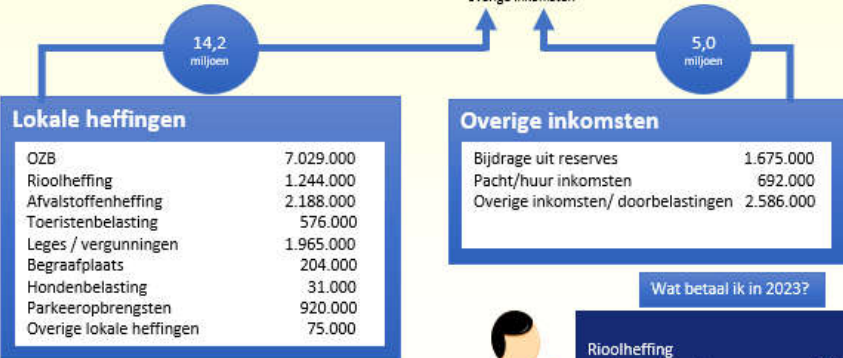 overige inkomsten
14,2
miljoen
5,0
miljoen
Lokale heffingen
OZB 7.029.000
Rioolheffing 1.244.000
Afvalstoffenheffing 2.188.000
Toeristenbelasting 576.000
Leges / vergunningen 1.965.000
Begraafplaats 204.000
Hondenbelasting 31.000
Parkeeropbrengsten 920.000
Overige lokale heffingen 75.000
Overige inkomsten
Bijdrage uit reserves 1.675.000
Pacht/huur inkomsten 692.000
Overige inkomsten/ doorbelastingen 2.586.000
Wat betaal ik in 2023?
Rioolheffing